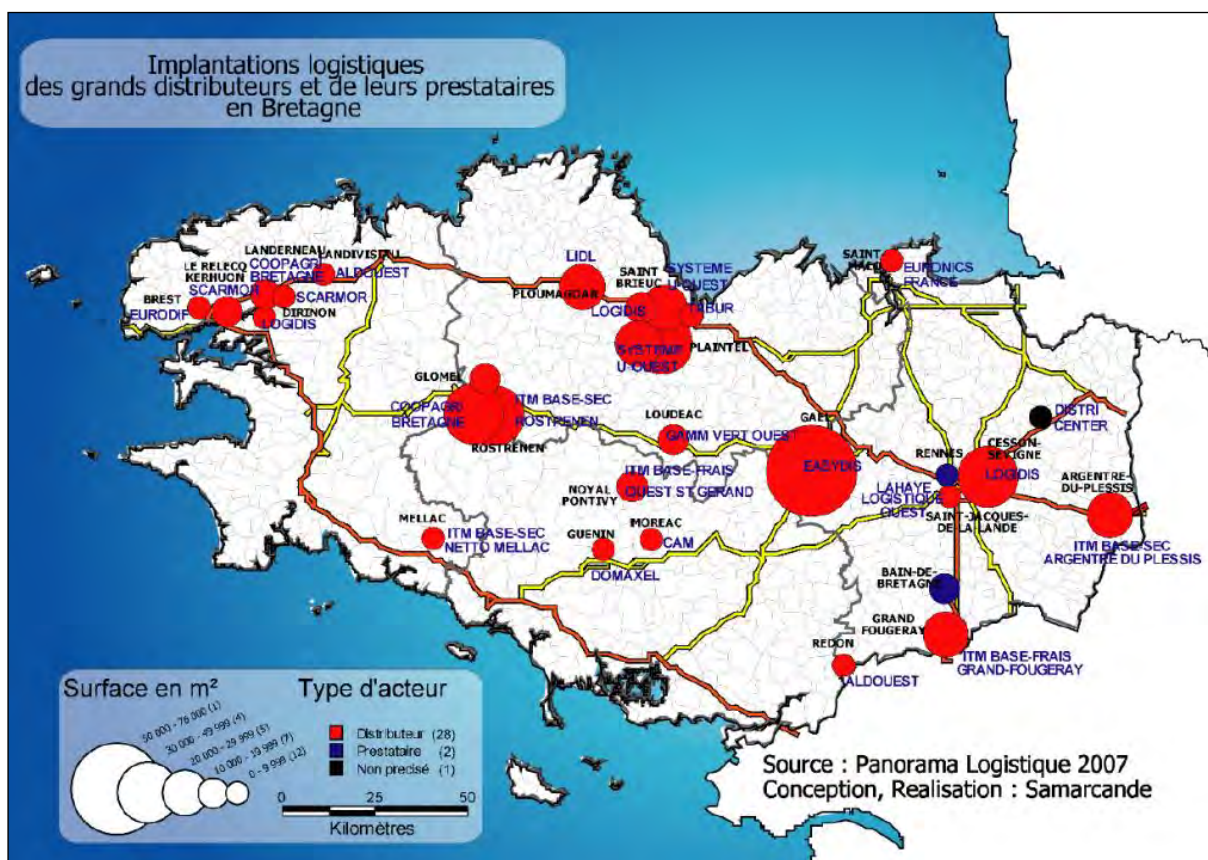 Implantations logistiques
des grands distributeurs et de leurs prestataires
en Bretagne
LANDERNEAU
LANDIVISIAU
COOPAGRI
BRETAGNE
ALDOUEST
LE RELECQ
KERHUON
SCARMOR
SCARMOR
BREST
EURODIF
DIRINON
LOGIDIS
LIDL
PLOUMAGOAR
SAINT
BRIEUC
SYSTEME
U OUEST
LOGIDIS
TABUR
SYSTEME
U OUEST
PLAINTEL
SAINT
EURONICS
FRANCE
GLOMEL
COOPAGRI
BRETAGNE
ITM BASE-SEC
ROSTRENEN
ROSTRENEN
LOUDEAC
GAMM VERT OUEST
GAEL
EASYDIS
DISTRI
CENTER
CESSON-
SEVIGNE
LOGIDIS
RENNES
LAHAYE
LOGISTIQUE
OUEST
SAINT-JACQUES-
DE-LA-LANDE
ARGENTRE-
DU-PLESSIS
ITM BASE-SEC
ARGENTRE DU PLESSIS
ITM BASE-FRAIS
OUEST ST GERAND
NOYAL
PONTIVY
MELLAC
ITM BASE-SEC
NETTO MELLAC
GUENIN
DOMAXEL
MOREAC
CAM
BAIN-DE-
BRETAGNE
GRAND
FOUGERAY
ITM BASE-FRAIS
GRAND-FOUGERAY
REDON
ALDOUEST
Surface en m²
50 000 - 76 000 (1)
30 000 - 49 999 (4)
20 000 - 29 999 (5)
10 000 - 19 999 (7)
0 - 9 999 (12)
Type d'acteur
Distributeur (28)
Prestataire (2)
Non precisé (1)
0 25 50
Kilomètres
Source : Panorama Logistique 2007
Conception, Realisation : Samarcande